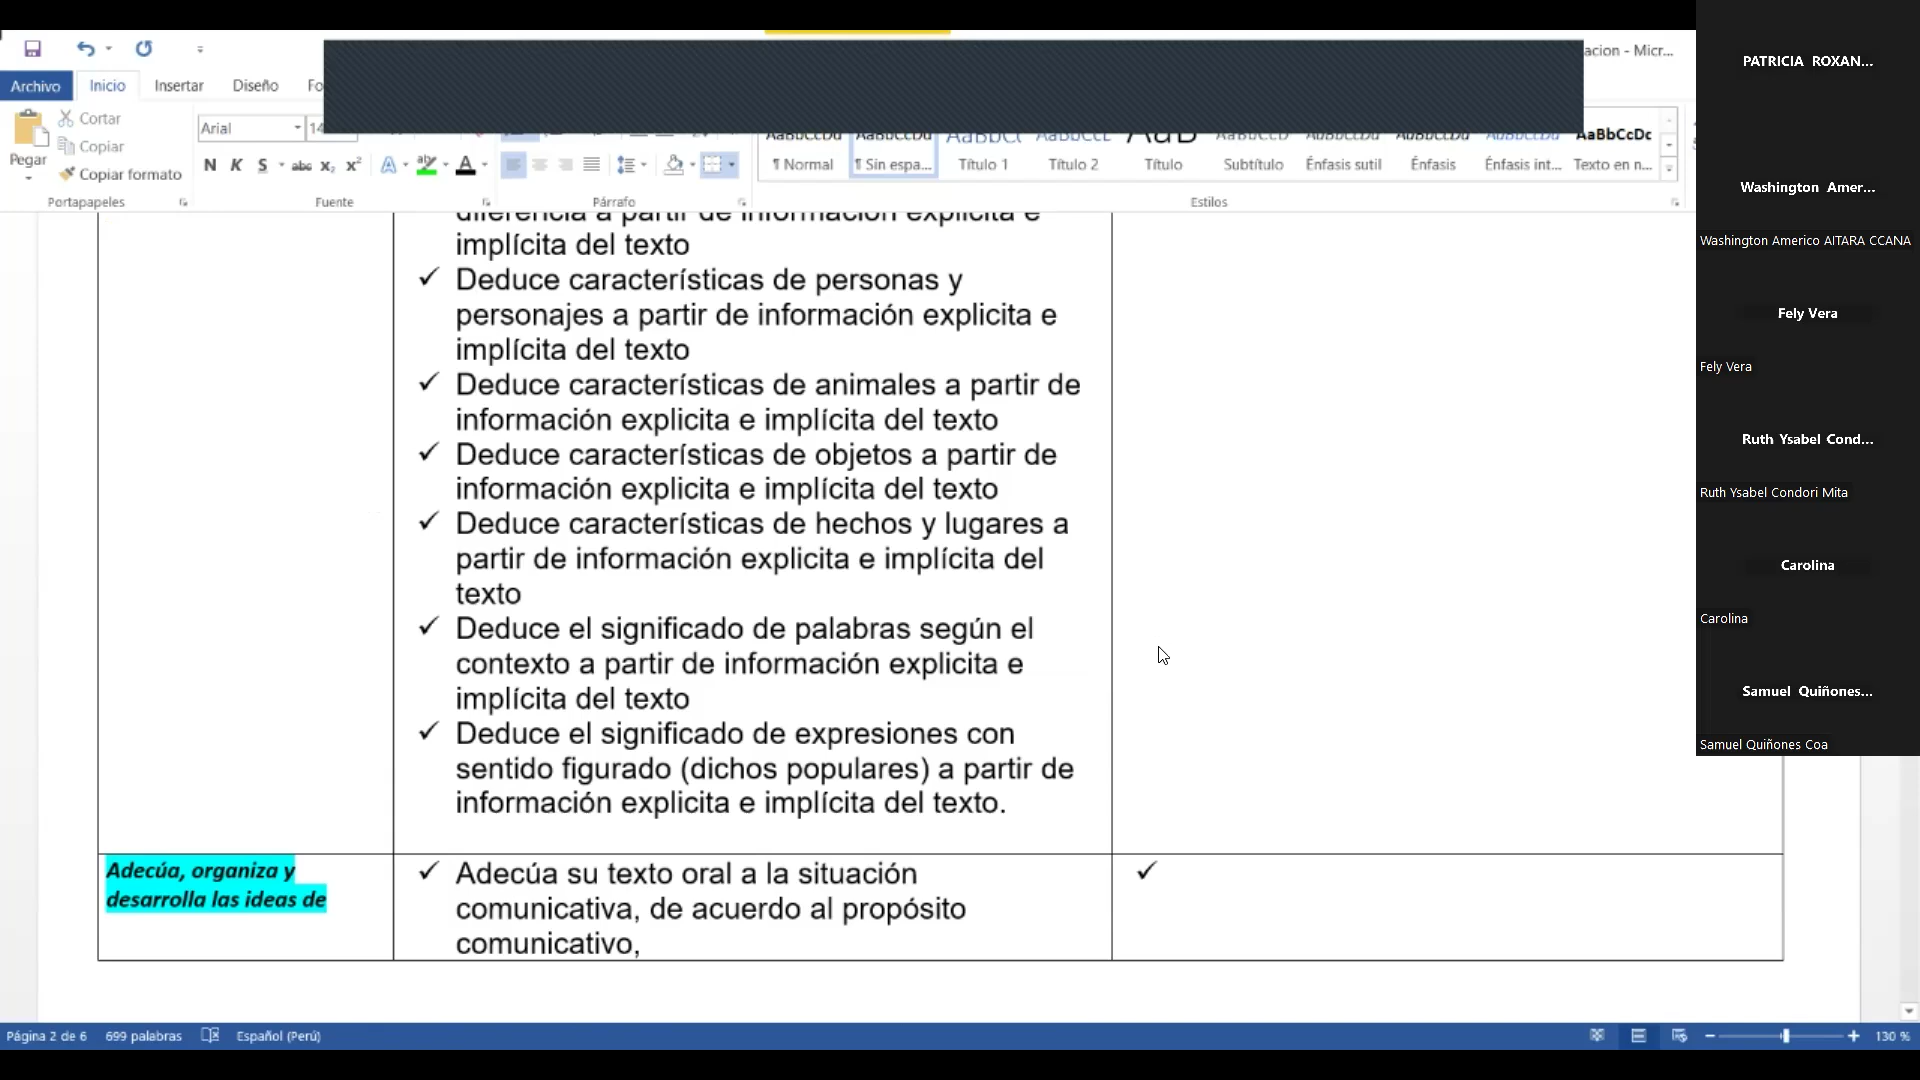 acion - Micr...
Archivo
Inicio
Insertar
Diseño
Fo
Pegar
Cortar
Copiar
Copiar formato
Portapapeles
Arial
14
N K S abc x₂ x²
A
Fuente
Párrafo
AaBbCcDc
¶ Normal
¶ Sin espa...
Título 1
Título 2
Título
Subtítulo
Énfasis sutil
Énfasis
Énfasis int...
Texto en n...
Estilos
diferencia a partir de información explicita e
implícita del texto
✓ Deduce características de personas y
personajes a partir de información explicita e
implícita del texto
✓ Deduce características de animales a partir de
información explicita e implícita del texto
✓ Deduce características de objetos a partir de
información explicita e implícita del texto
✓ Deduce características de hechos y lugares a
partir de información explicita e implícita del
texto
✓ Deduce el significado de palabras según el
contexto a partir de información explicita e
implícita del texto
✓ Deduce el significado de expresiones con
sentido figurado (dichos populares) a partir de
información explicita e implícita del texto.
Adecúa, organiza y
desarrolla las ideas de
✓ Adecúa su texto oral a la situación
comunicativa, de acuerdo al propósito
comunicativo,
✓
PATRICIA ROXAN...
Washington Amer...
Washington Americo AITARA CCANA
Fely Vera
Fely Vera
Ruth Ysabel Cond...
Ruth Ysabel Condori Mita
Carolina
Carolina
Samuel Quiñones...
Samuel Quiñones Coa
Página 2 de 6
699 palabras
Español (Perú)
130 %